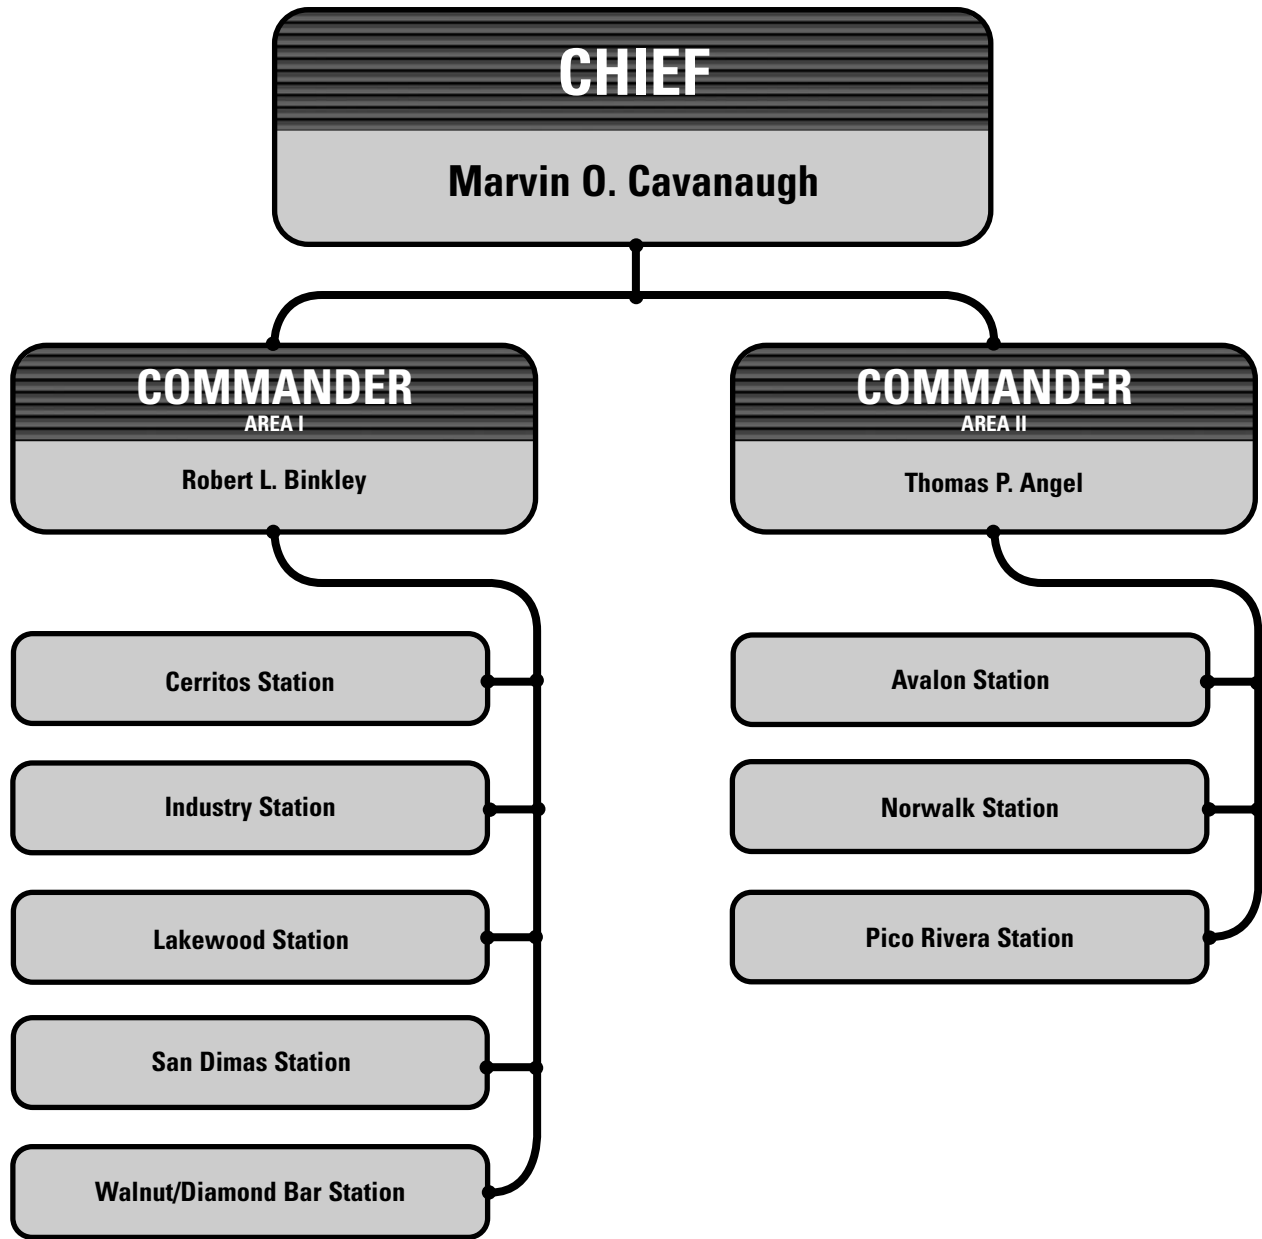 CHIEF
Marvin O. Cavanaugh
COMMANDER
AREA I
Robert L. Binkley
COMMANDER
AREA II
Thomas P. Angel
Cerritos Station
Industry Station
Lakewood Station
San Dimas Station
Walnut/Diamond Bar Station
Avalon Station
Norwalk Station
Pico Rivera Station